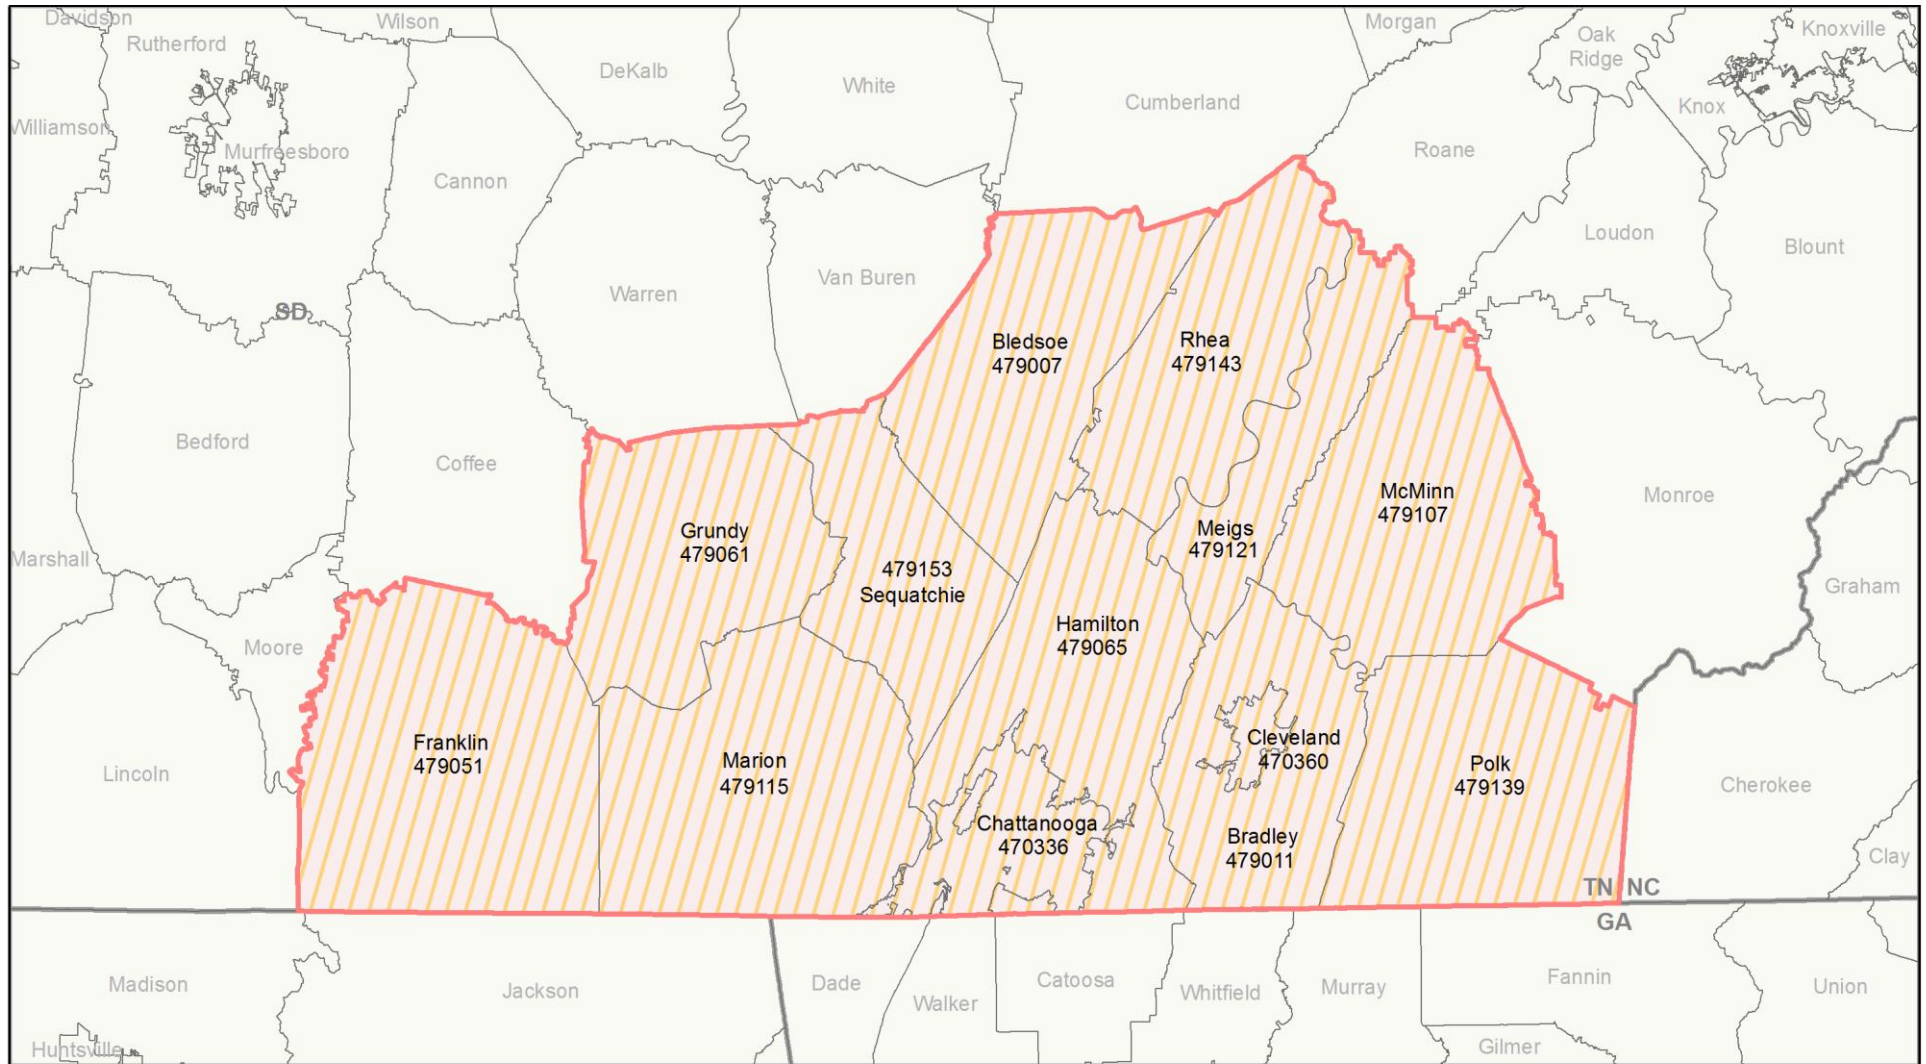 Davidson
Wilson
Morgan
Oak
Ridge
Knoxville
Rutherford
DeKalb
White
Cumberland
Knox
Williamson
Murfreesboro
Cannon
Roane
Loudon
Blount
SD
Warren
Van Buren
Bledsoe
479007
Rhea
479143
Bedford
Coffee
McMinn
479107
Monroe
Grundy
479061
Meigs
479121
479153
Sequatchie
Marshall
Graham
Moore
Hamilton
479065
Franklin
479051
Marion
479115
Cleveland
470360
Polk
479139
Lincoln
Cherokee
Chattanooga
470336
Bradley
479011
Clay
TN
NC
GA
Madison
Jackson
Dade
Walker
Catoosa
Whitfield
Murray
Fannin
Union
Huntsville
Gilmer